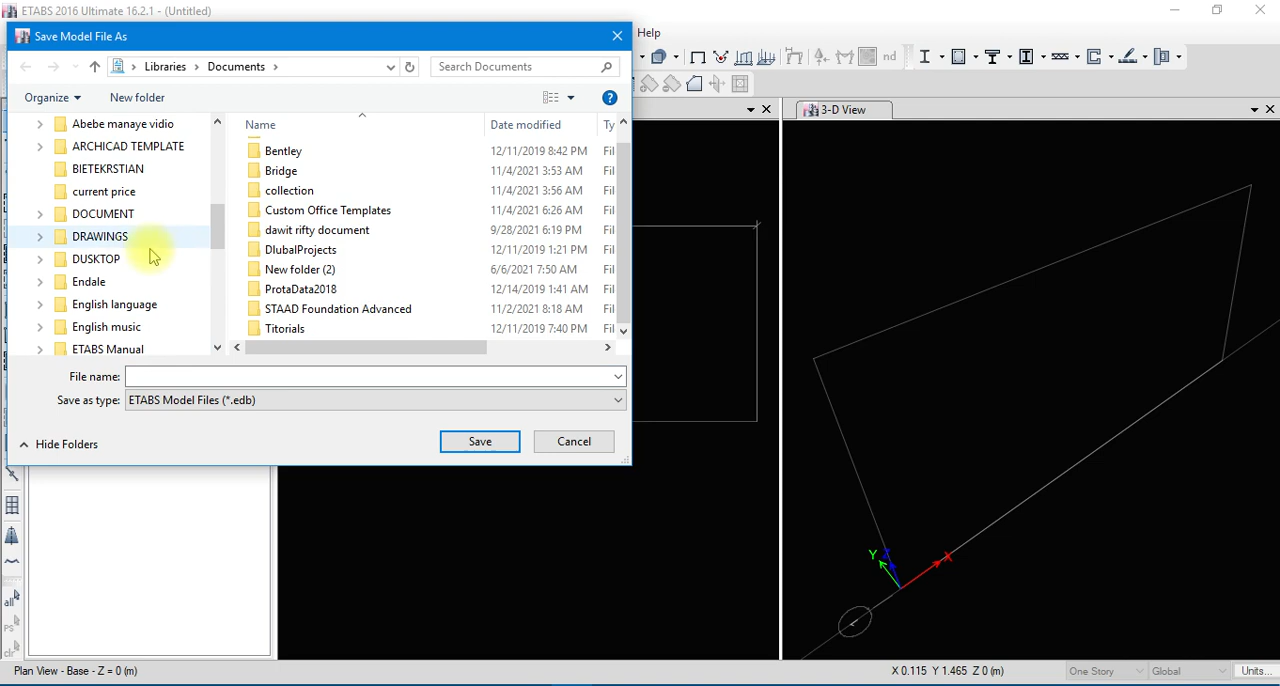 ETABS 2016 Ultimate 16.2.1 - (Untitled)
Save Model File As
Help
Libraries > Documents >
Search Documents
Organize
New folder
nd
3-D View
Abebe manaye vidio
ARCHICAD TEMPLATE
BIETEKRSTIAN
current price
DOCUMENT
DRAWINGS
DUSKTOP
Endale
English language
English music
ETABS Manual
Name Date modified Ty
Bentley 12/11/2019 8:42 PM Fil
Bridge 11/4/2021 3:53 AM Fil
collection 11/4/2021 3:56 AM Fil
Custom Office Templates 11/4/2021 6:26 AM Fil
dawit rifty document 9/28/2021 6:19 PM Fil
DlubalProjects 12/11/2019 1:21 PM Fil
New folder (2) 6/6/2021 7:50 AM Fil
ProtaData2018 12/14/2019 1:41 AM Fil
STAAD Foundation Advanced 11/2/2021 8:18 AM Fil
Titorials 12/11/2019 7:40 PM Fil
File name:
Save as type: ETABS Model Files (*.edb)
Hide Folders
Save
Cancel
all
ps
clr
Y
Z
X
Plan View - Base - Z = 0 (m)
X 0.115 Y 1.465 Z 0 (m)
One Story
Global
Units...